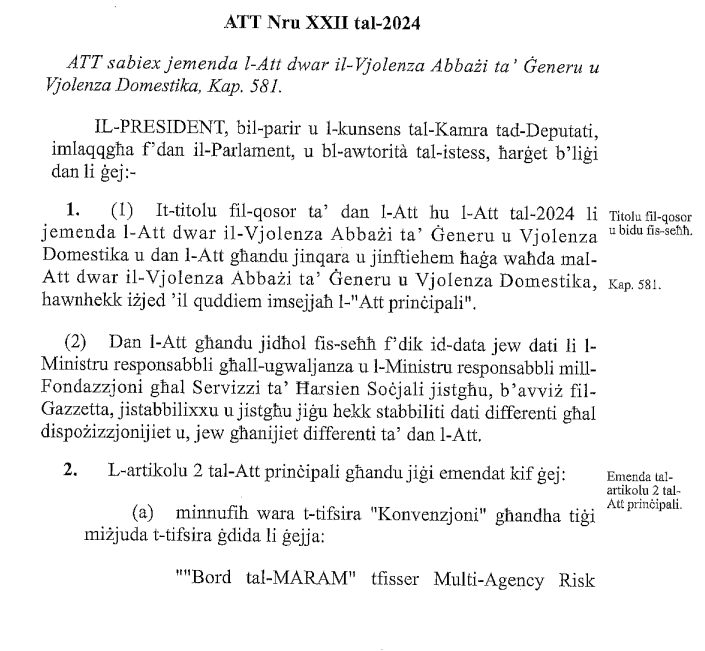 ATT Nru XXII tal-2024
ATT sabiex jemenda l-Att dwar il-Vjolenza Abbażi ta’ Ġeneru u
Vjolenza Domestika, Kap. 581.
IL-PRESIDENT, bil-parir u l-kunsens tal-Kamra tad-Deputati,
imlaqqgħa f’dan il-Parlament, u bl-awtorità tal-istess, ħarġet b’liġi
dan li ġej:-
1. (1) It-titolu fil-qosor ta’ dan l-Att hu l-Att tal-2024 li
jemenda l-Att dwar il-Vjolenza Abbażi ta’ Ġeneru u Vjolenza
Domestika u dan l-Att għandu jinqara u jinftiehem ħaġa waħda mal-
Att dwar il-Vjolenza Abbażi ta’ Ġeneru u Vjolenza Domestika,
hawnhekk iżjed ’il quddiem imsejjaħ l-"Att prinċipali".
Titolu fil-qosor
u bidu fis-seħħ.
Kap. 581.
(2) Dan l-Att għandu jidħol fis-seħħ f’dik id-data jew dati li l-
Ministru responsabbli għall-ugwaljanza u l-Ministru responsabbli mill-
Fondazzjoni għal Servizzi ta’ Ħarsien Soċjali jistgħu, b’avviż fil-
Gazzetta, jistabbilixxu u jistgħu jiġu hekk stabbiliti dati differenti għal
dispożizzjonijiet u, jew għanijiet differenti ta’ dan l-Att.
2. L-artikolu 2 tal-Att prinċipali għandu jiġi emendat kif ġej:
Emenda tal-
artikolu 2 tal-
Att prinċipali.
(a) minnufih wara t-tifsira "Konvenzjoni" għandha tiġi
miżjuda t-tifsira ġdida li ġejja:
""Bord tal-MARAM" tfisser Multi-Agency Risk